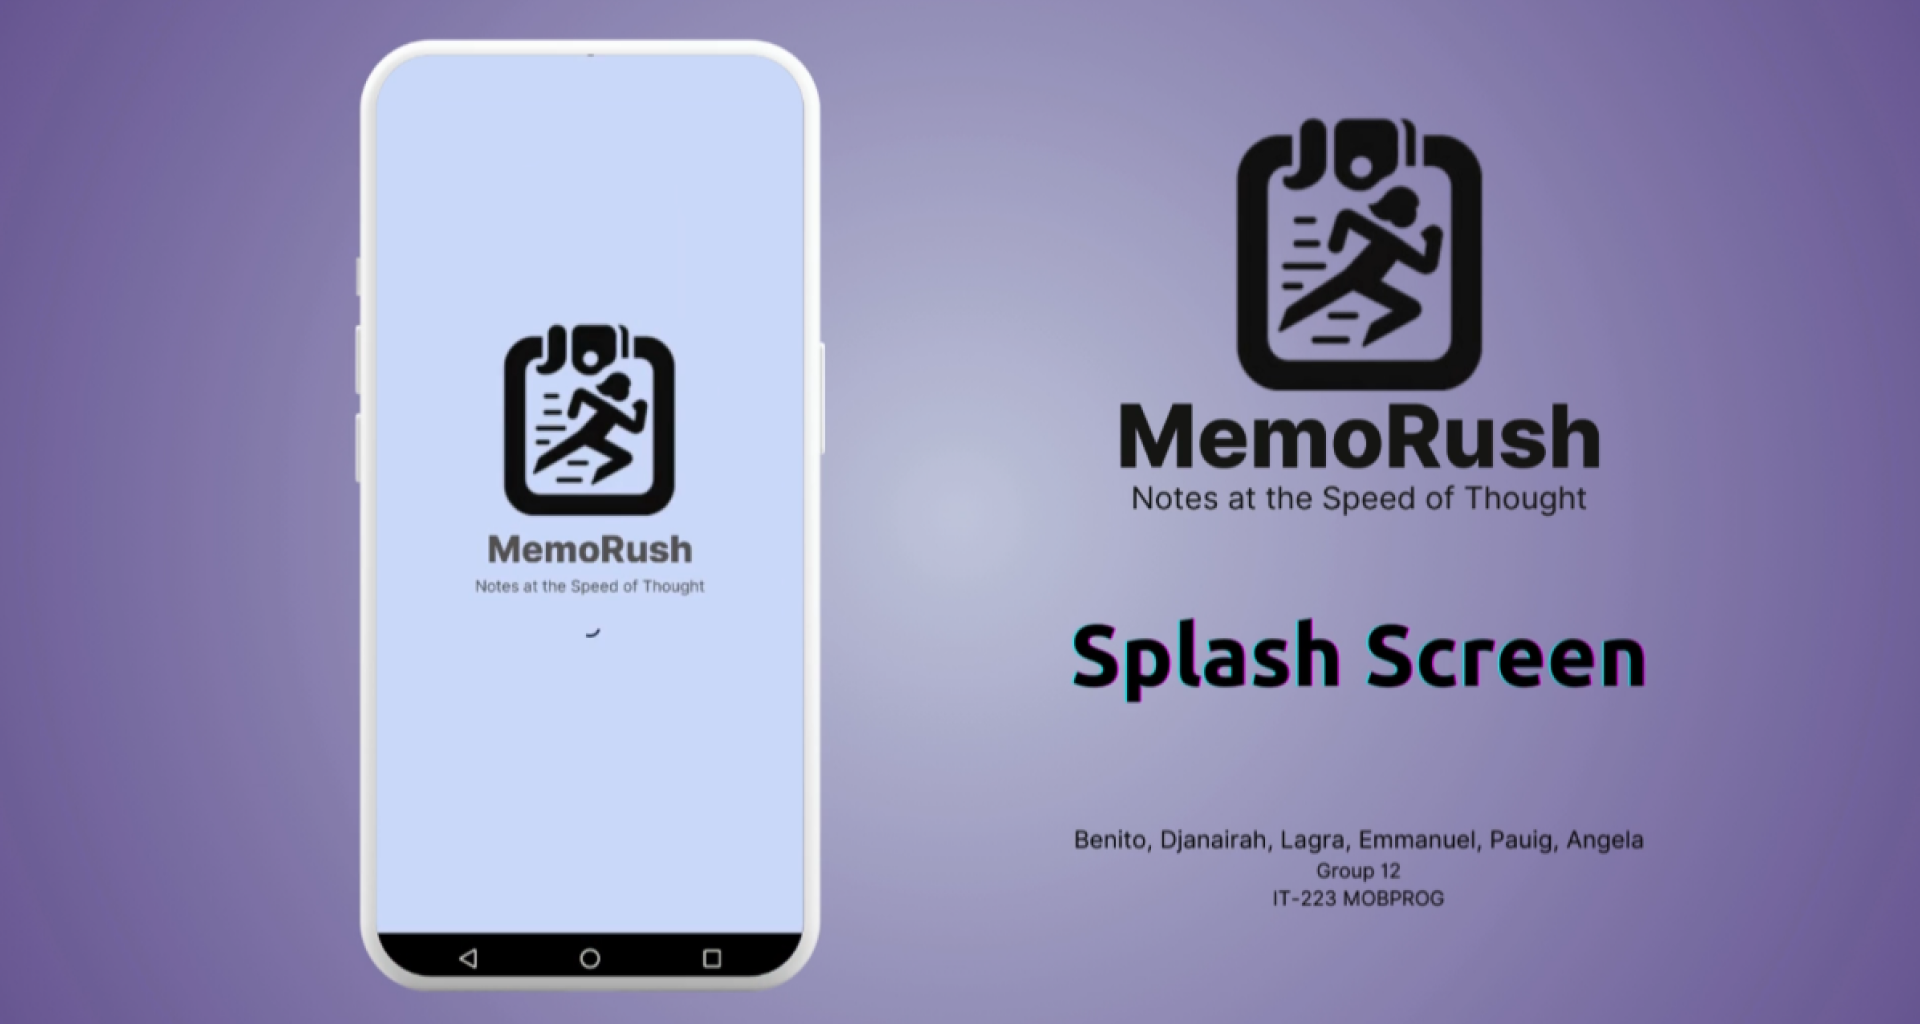 MemoRush
Notes at the Speed of Thought
MemoRush
Notes at the Speed of Thought
Splash Screen
Benito, Djanairah, Lagra, Emmanuel, Pauig, Angela
Group 12
IT-223 MOBPROG